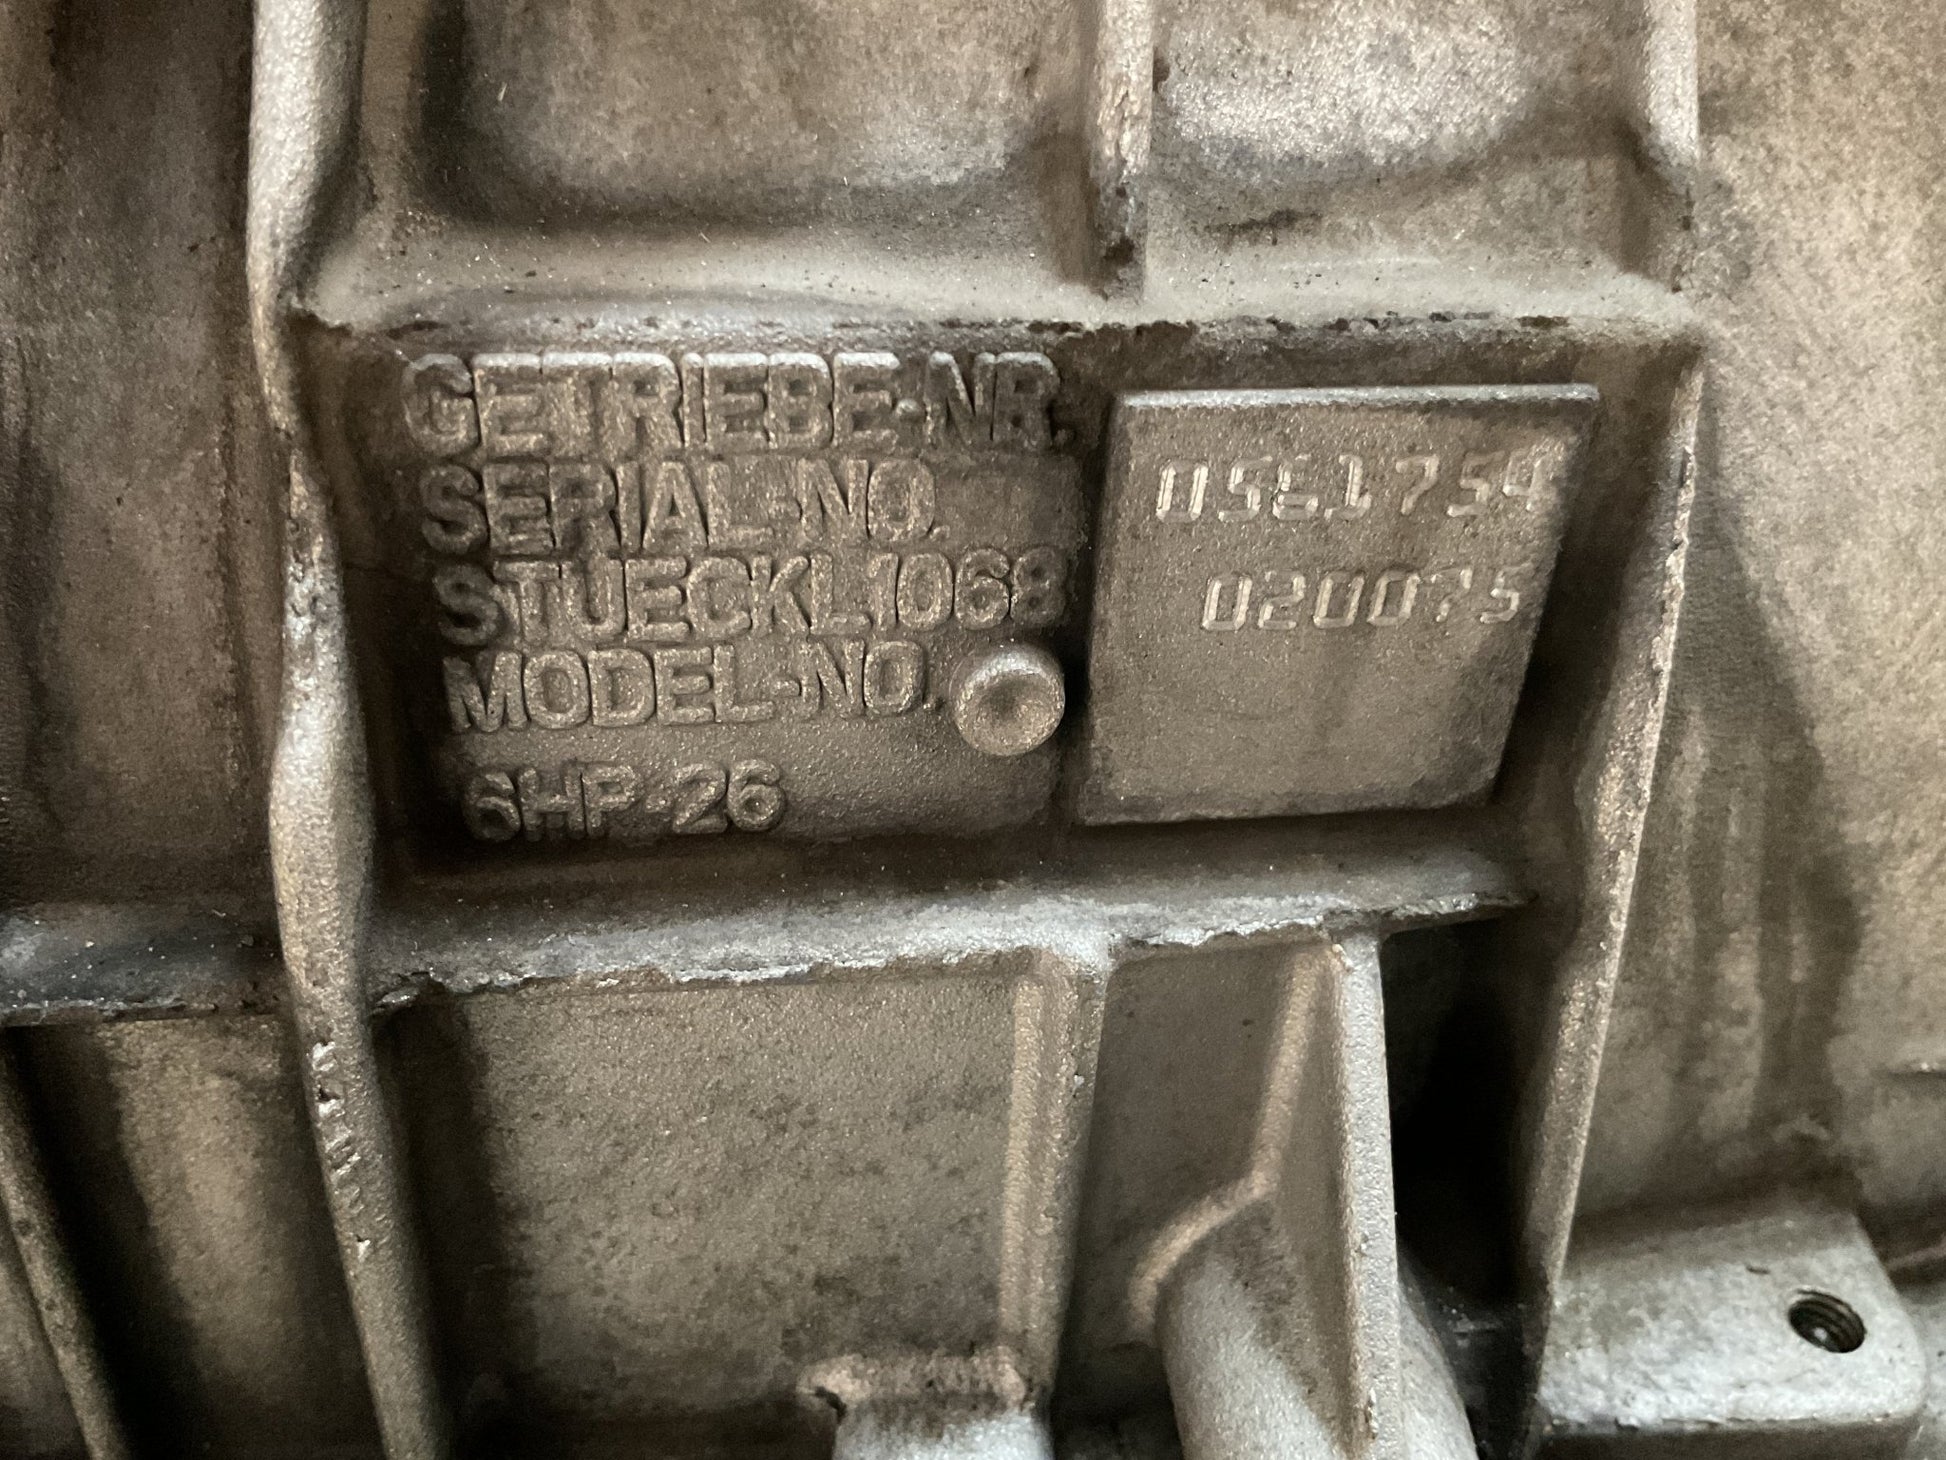 GETRIEBE-NR.
SERIAL-NO.
STUECKL.1068
MODEL-NO.
6HP-26
0561754
020075